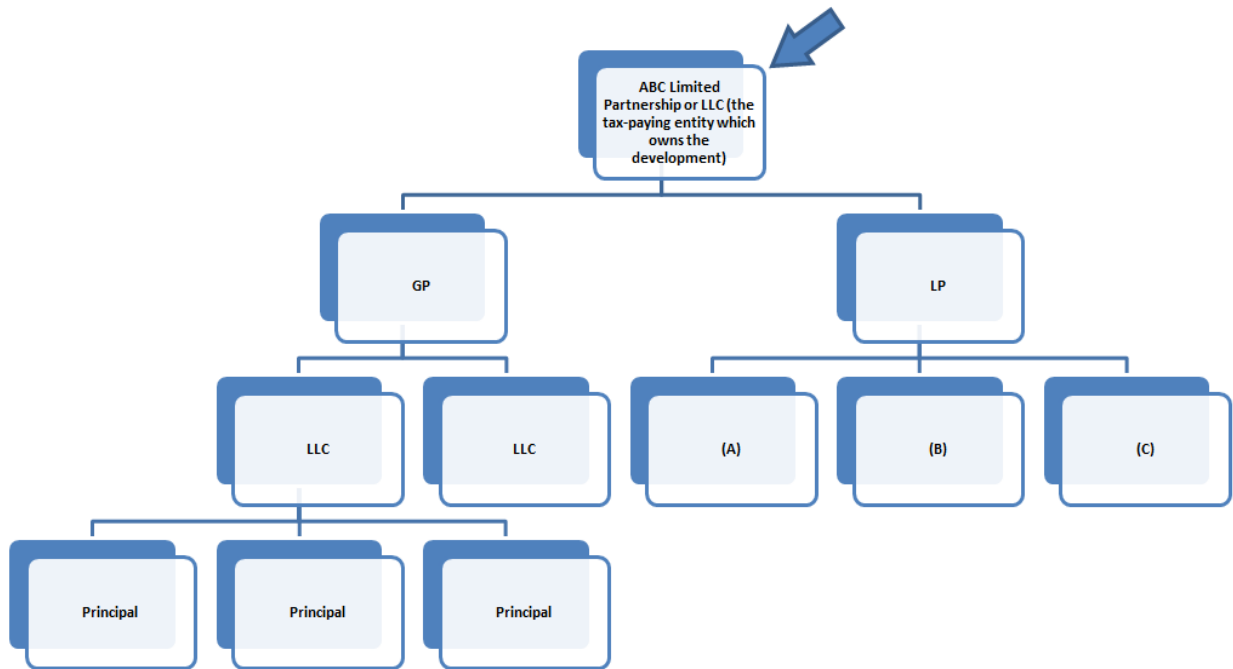 ABC Limited
Partnership or LLC (the
tax-paying entity which
owns the
development)
GP
LP
LLC
LLC
(A)
(B)
(C)
Principal
Principal
Principal